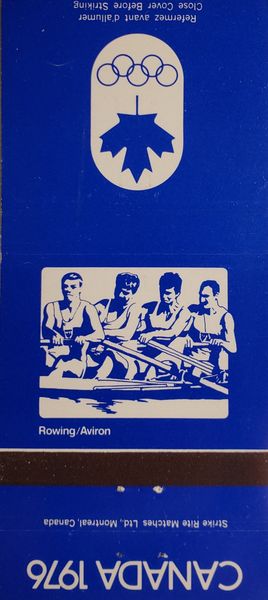 Refermez avant d'allumer
Close Cover Before Striking
Rowing/Aviron
Strike Rite Matches Ltd., Montreal, Canada
CANADA 1976